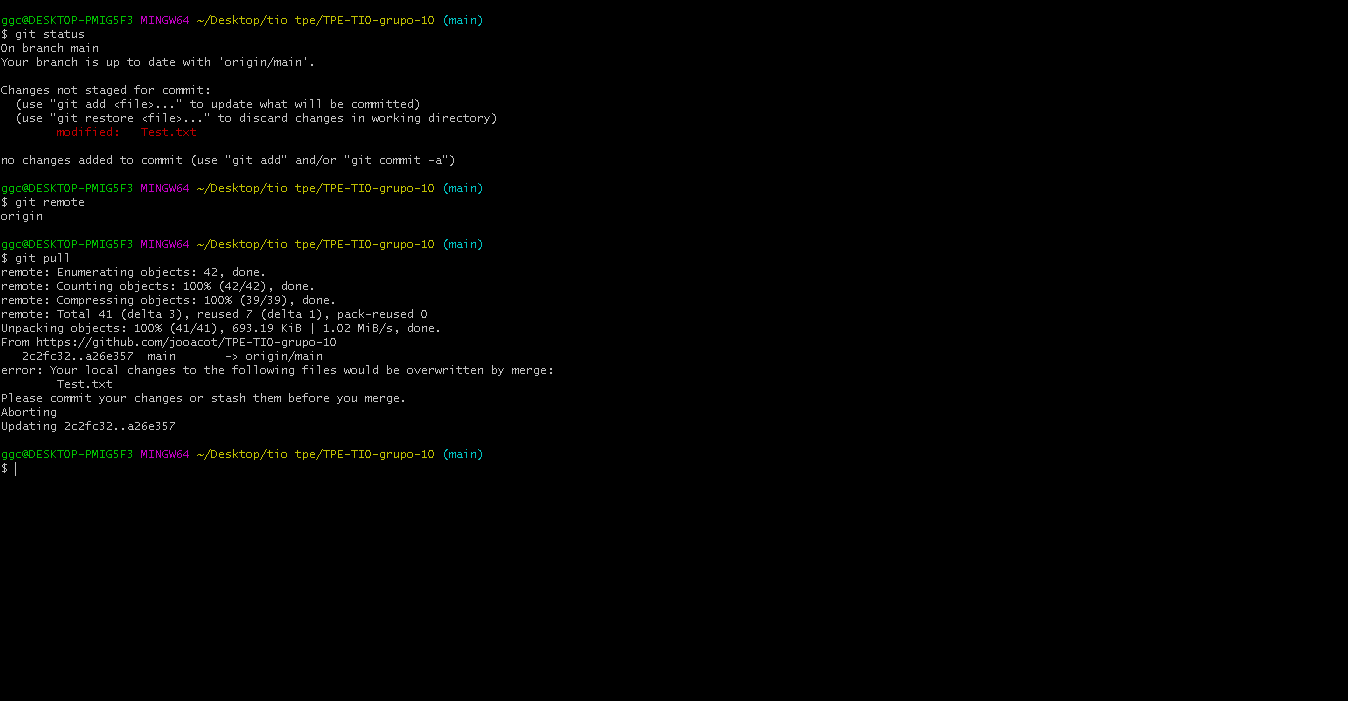 ggc@DESKTOP-PMIG5F3 MINGW64 ~/Desktop/tio tpe/TPE-TIO-grupo-10 (main)
$ git status
On branch main
Your branch is up to date with 'origin/main'.
Changes not staged for commit:
(use "git add <file>..." to update what will be committed)
(use "git restore <file>..." to discard changes in working directory)
modified:   Test.txt
no changes added to commit (use "git add" and/or "git commit -a")
ggc@DESKTOP-PMIG5F3 MINGW64 ~/Desktop/tio tpe/TPE-TIO-grupo-10 (main)
$ git remote
origin
ggc@DESKTOP-PMIG5F3 MINGW64 ~/Desktop/tio tpe/TPE-TIO-grupo-10 (main)
$ git pull
remote: Enumerating objects: 42, done.
remote: Counting objects: 100% (42/42), done.
remote: Compressing objects: 100% (39/39), done.
remote: Total 41 (delta 3), reused 7 (delta 1), pack-reused 0
Unpacking objects: 100% (41/41), 693.19 KiB | 1.02 MiB/s, done.
From https://github.com/jooacot/TPE-TIO-grupo-10
2c2fc32..a26e357  main       -> origin/main
error: Your local changes to the following files would be overwritten by merge:
Test.txt
Please commit your changes or stash them before you merge.
Aborting
Updating 2c2fc32..a26e357
ggc@DESKTOP-PMIG5F3 MINGW64 ~/Desktop/tio tpe/TPE-TIO-grupo-10 (main)
$